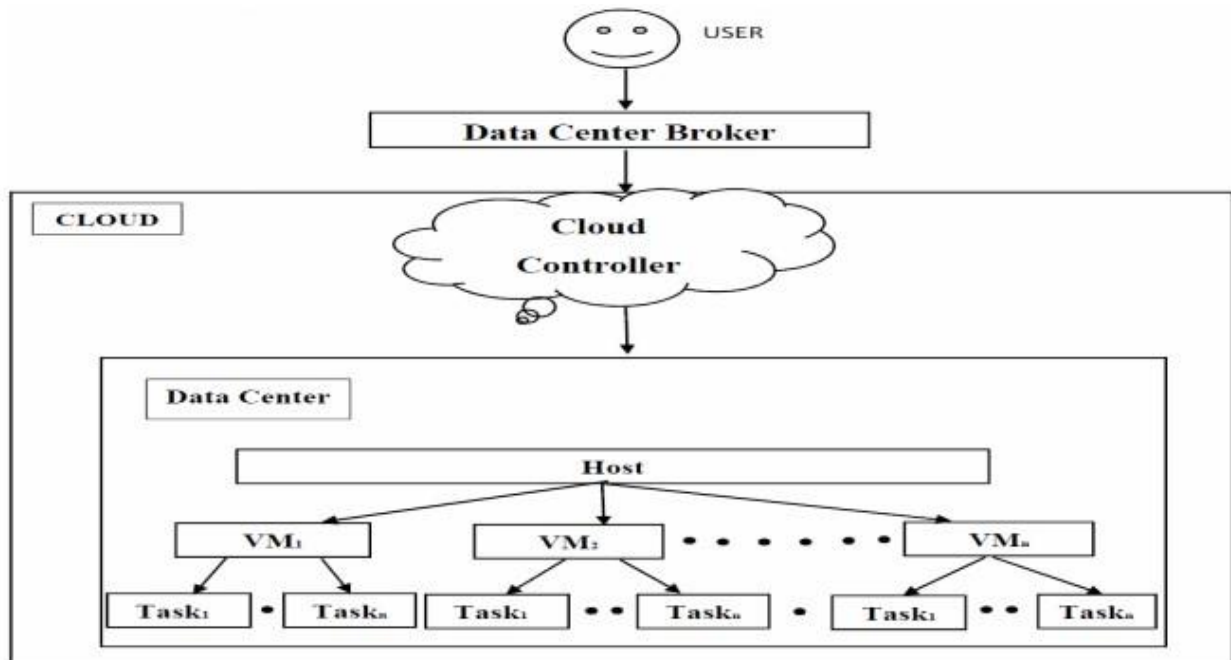 USER
Data Center Broker
CLOUD
Cloud
Controller
Data Center
Host
VM₁
VM₂
VMₙ
Task₁
Taskₙ
Task₁
Taskₙ
Task₁
Taskₙ